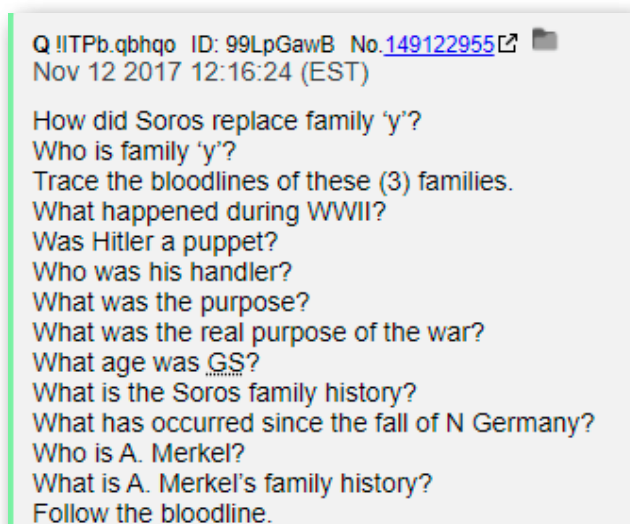 Q !ITPb.qbhqo ID: 99LpGawB No.149122955
Nov 12 2017 12:16:24 (EST)
How did Soros replace family ‘y’?
Who is family ‘y’?
Trace the bloodlines of these (3) families.
What happened during WWII?
Was Hitler a puppet?
Who was his handler?
What was the purpose?
What was the real purpose of the war?
What age was GS?
What is the Soros family history?
What has occurred since the fall of N Germany?
Who is A. Merkel?
What is A. Merkel’s family history?
Follow the bloodline.